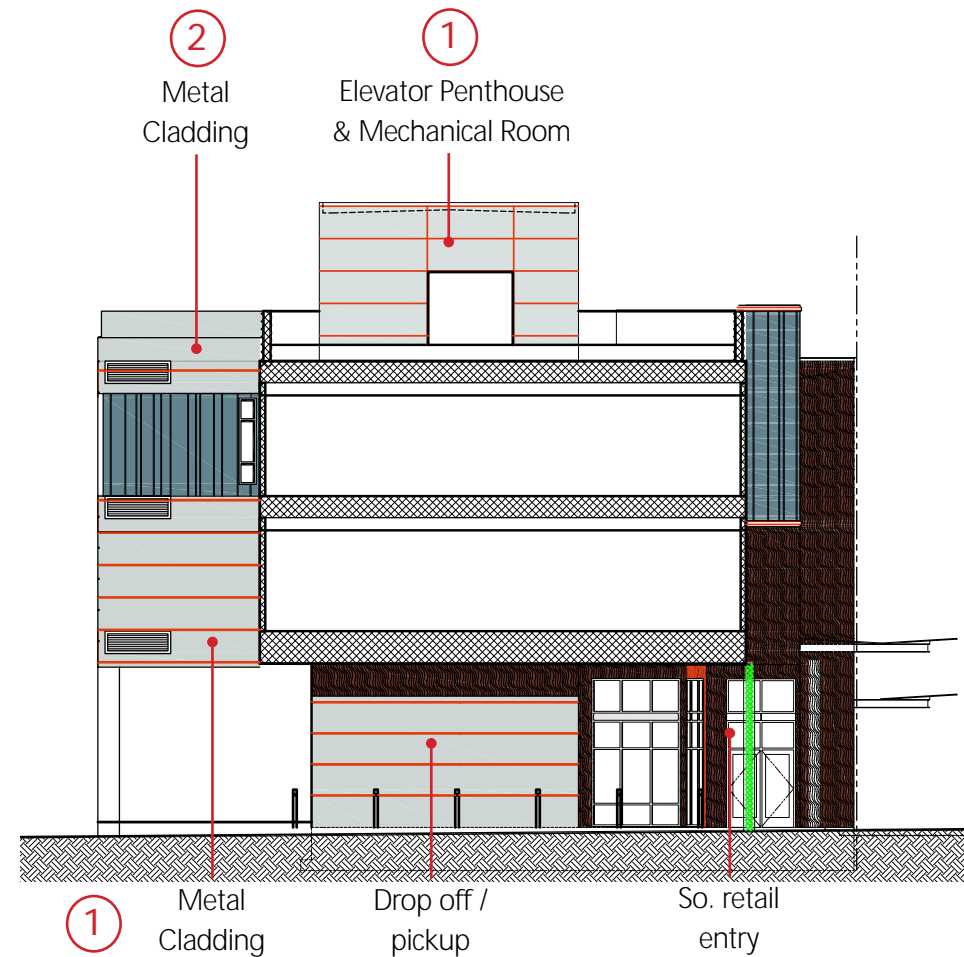 2
Metal
Cladding
1
Elevator Penthouse
& Mechanical Room
1
Metal
Cladding
Drop off /
pickup
So. retail
entry